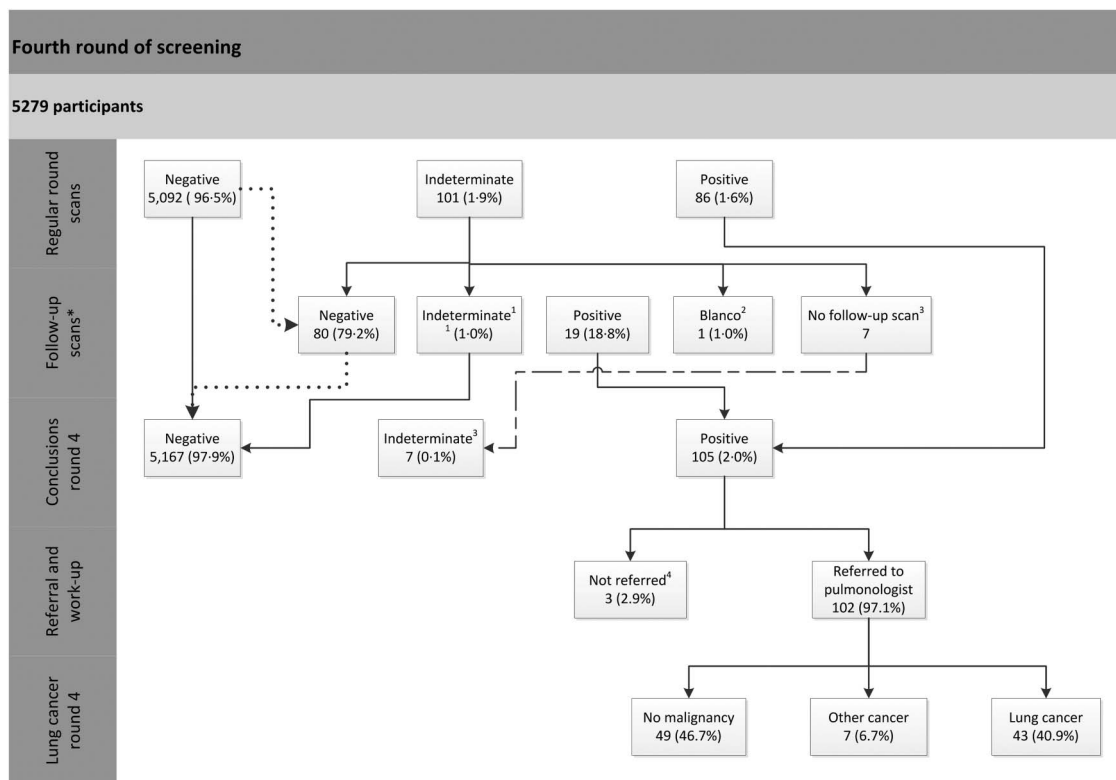 Fourth round of screening
5279 participants
Regular round
scans
Negative
5,092 ( 96·5%)
Indeterminate
101 (1·9%)
Positive
86 (1·6%)
Follow-up
scans*
Negative
80 (79·2%)
Indeterminate¹
1 (1·0%)
Positive
19 (18·8%)
Blanco²
1 (1·0%)
No follow-up scan³
7
Conclusions
round 4
Negative
5,167 (97·9%)
Indeterminate³
7 (0·1%)
Positive
105 (2·0%)
Referral and
work-up
Not referred⁴
3 (2.9%)
Referred to
pulmonologist
102 (97.1%)
Lung cancer
round 4
No malignancy
49 (46.7%)
Other cancer
7 (6.7%)
Lung cancer
43 (40.9%)